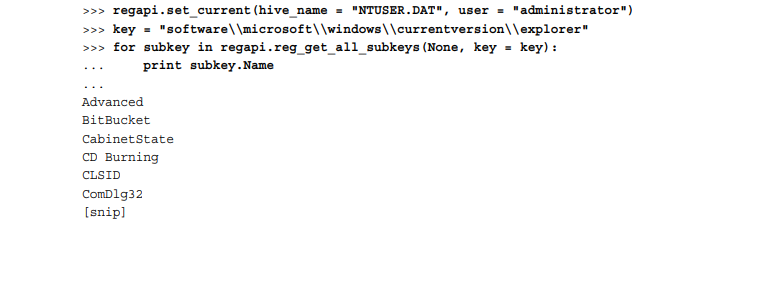 >>> regapi.set_current(hive_name = "NTUSER.DAT", user = "administrator")
>>> key = "software\\microsoft\\windows\\currentversion\\explorer"
>>> for subkey in regapi.reg_get_all_subkeys(None, key = key):
...     print subkey.Name
...
Advanced
BitBucket
CabinetState
CD Burning
CLSID
ComDlg32
[snip]